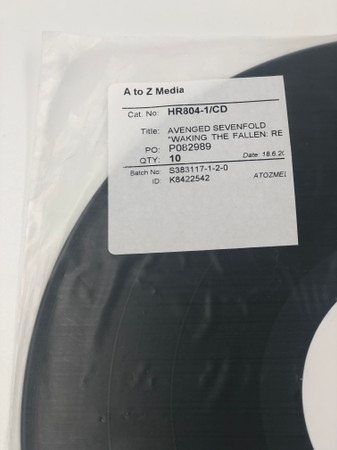 A to Z Media
Cat. No: HR804-1/CD
Title: AVENGED SEVENFOLD
"WAKING THE FALLEN: RE
PO: P082989
QTY: 10 Date: 18.6.20
Batch No: S383117-1-2-0
ID: K8422542 ATOZMED